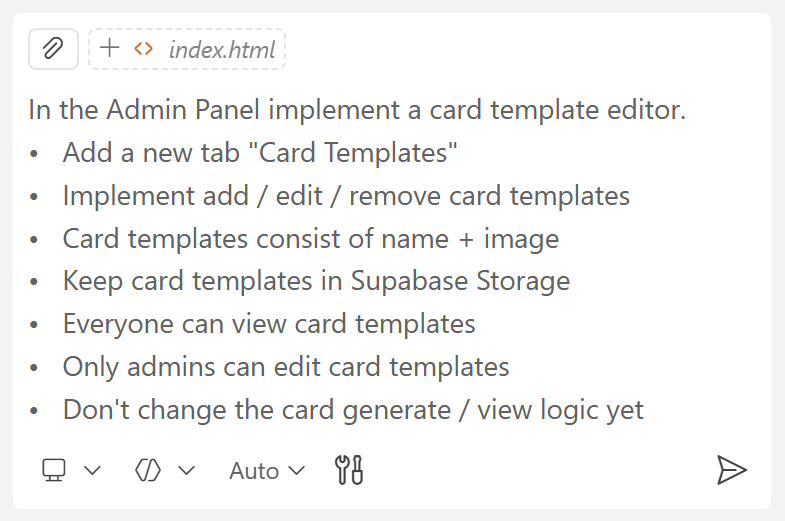 index.html
In the Admin Panel implement a card template editor.
• Add a new tab "Card Templates"
• Implement add / edit / remove card templates
• Card templates consist of name + image
• Keep card templates in Supabase Storage
• Everyone can view card templates
• Only admins can edit card templates
• Don't change the card generate / view logic yet
Auto